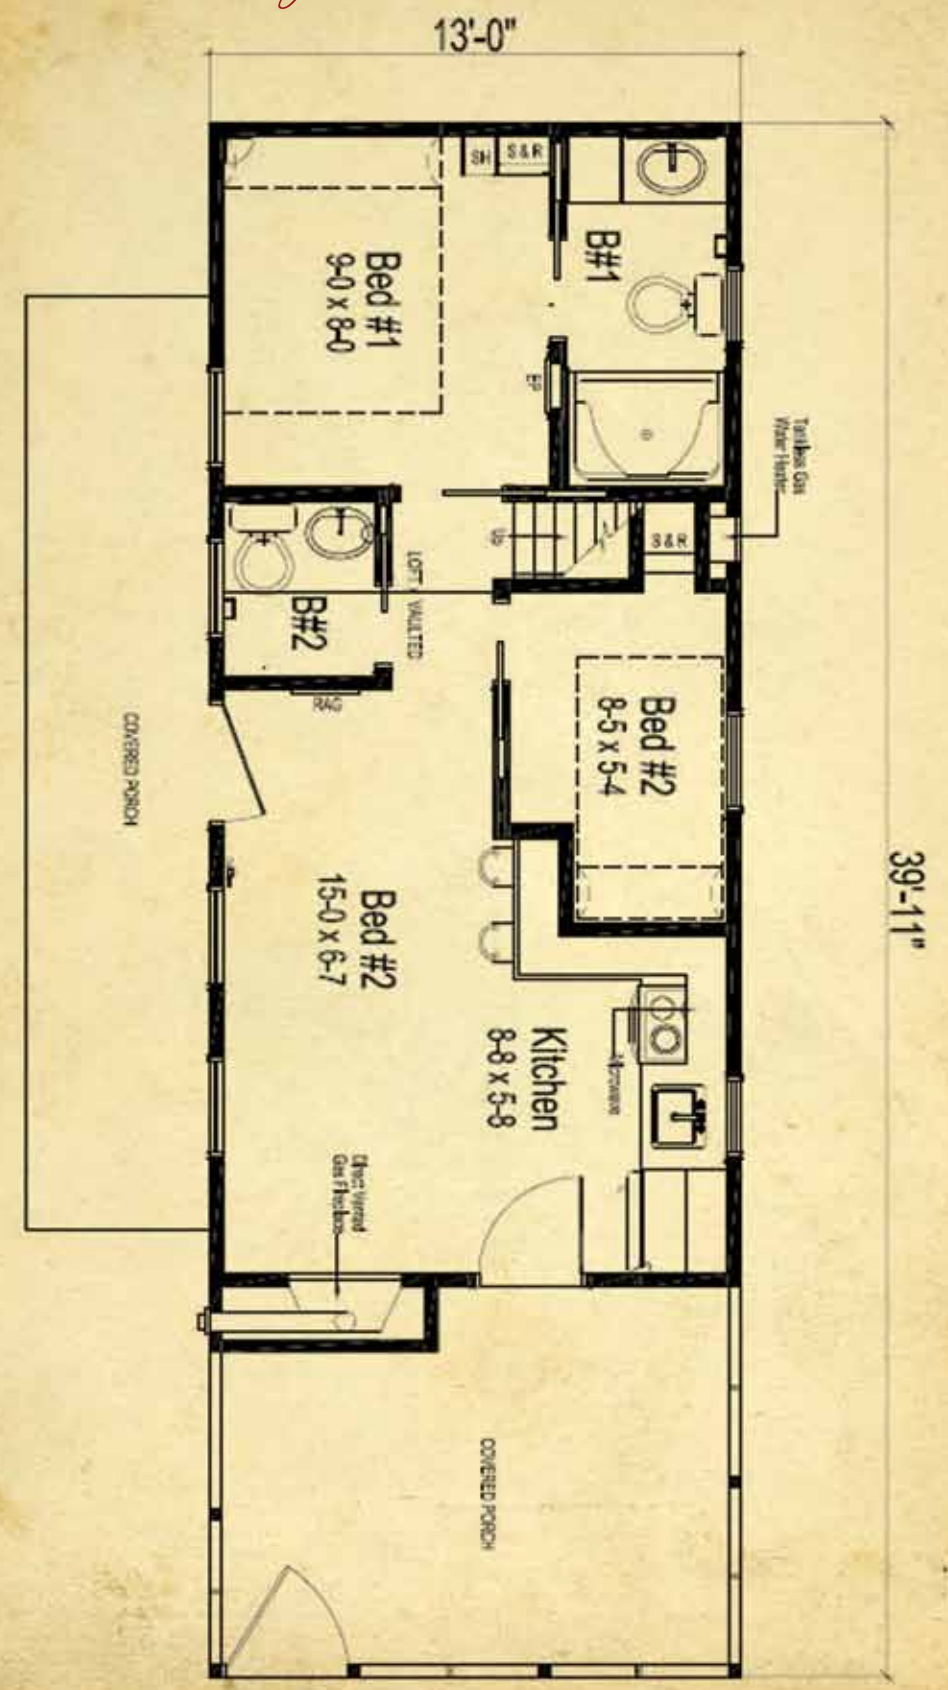 13'-0"
SH
S&R
B#1
Bed #1
9-0 x 8-0
EP
Tankless Gas
Water Heater
Up
S&R
LOFT / VAULTED
B#2
RAG
Bed #2
8-5 x 5-4
COVERED PORCH
39'-11"
Bed #2
15-0 x 6-7
Kitchen
8-8 x 5-8
Microwave
Direct Vented
Gas Fireplace
COVERED PORCH